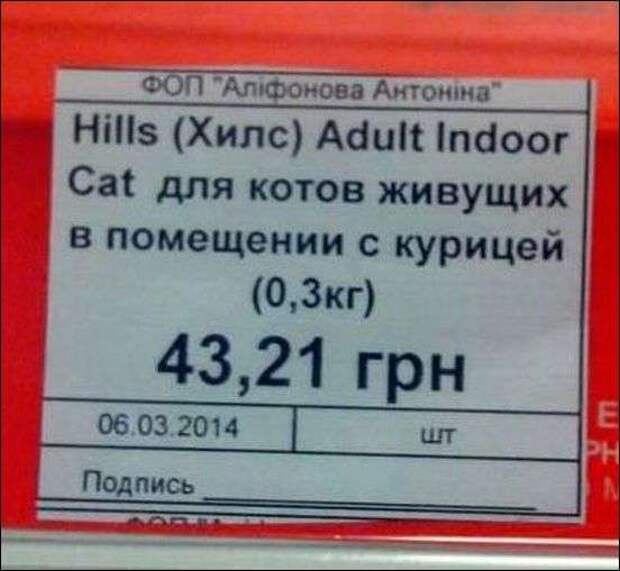 ФОП "Аліфонова Антоніна"
Hills (Хилс) Adult Indoor
Cat для котов живущих
в помещении с курицей
(0,3кг)
43,21 грн
06.03.2014 шт
Подпись